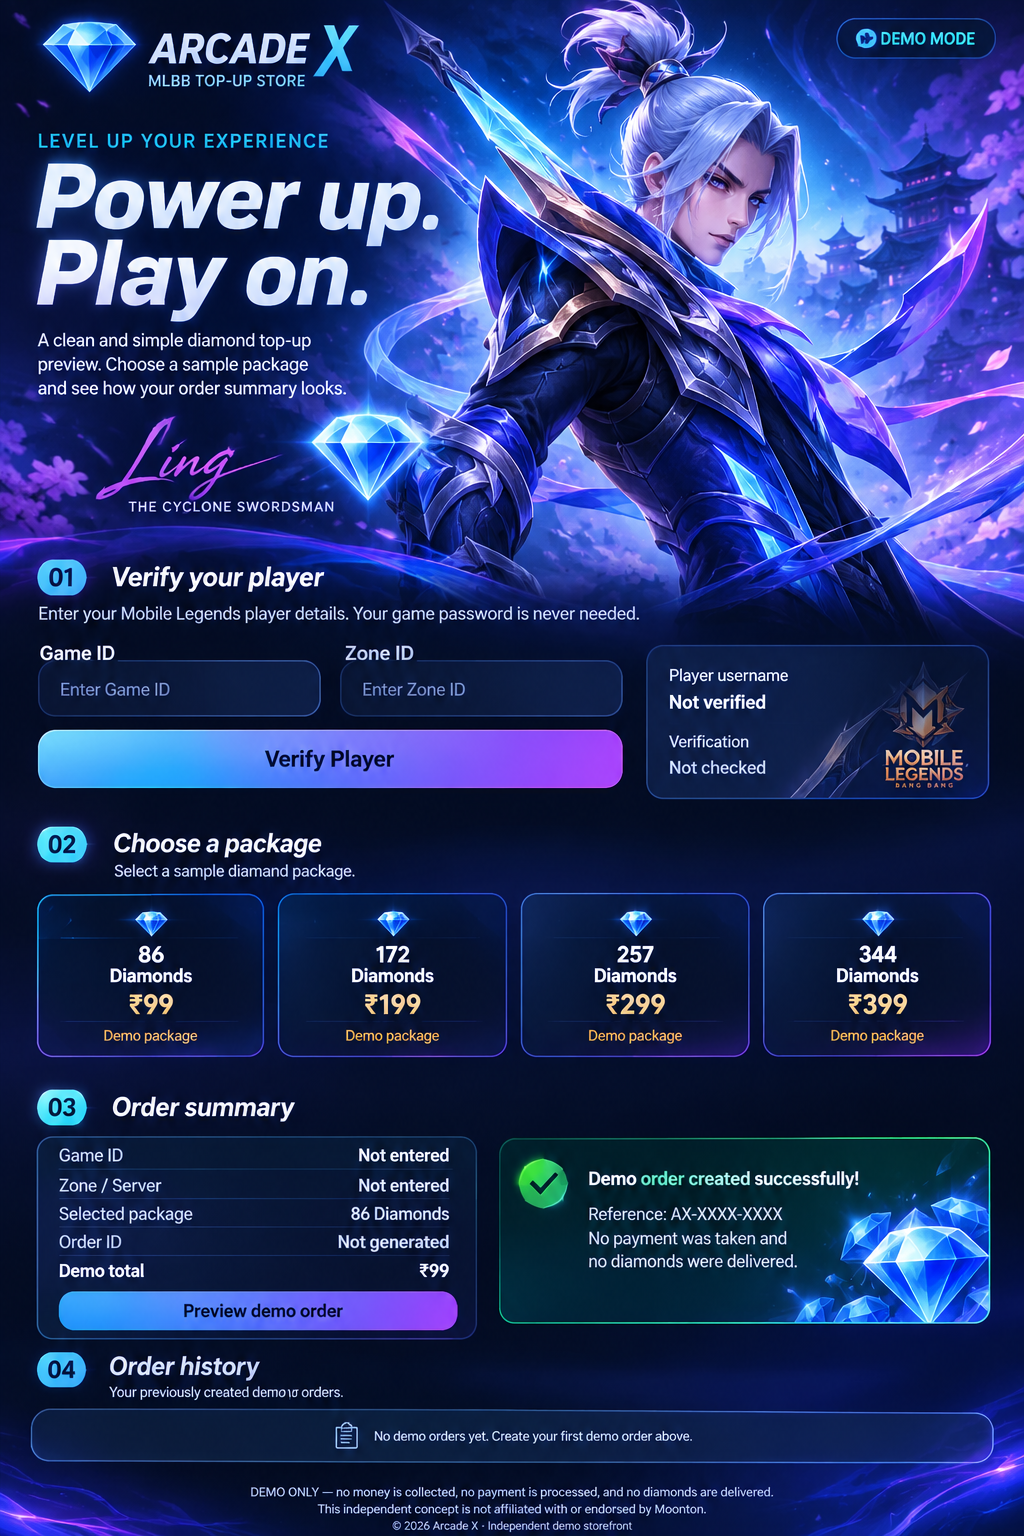 ARCADE X
MLBB TOP-UP STORE
DEMO MODE
LEVEL UP YOUR EXPERIENCE
Power up.
Play on.
A clean and simple diamond top-up
preview. Choose a sample package
and see how your order summary looks.
Ling
THE CYCLONE SWORDSMAN
01
Verify your player
Enter your Mobile Legends player details. Your game password is never needed.
Game ID
Enter Game ID
Zone ID
Enter Zone ID
Verify Player
Player username
Not verified
Verification
Not checked
M
MOBILE
LEGENDS
BANG BANG
02
Choose a package
Select a sample diamand package.
86
Diamonds
₹99
Demo package
172
Diamonds
₹199
Demo package
257
Diamonds
₹299
Demo package
344
Diamonds
₹399
Demo package
03
Order summary
Game ID Not entered
Zone / Server Not entered
Selected package 86 Diamonds
Order ID Not generated
Demo total ₹99
Preview demo order
Demo order created successfully!
Reference: AX-XXXX-XXXX
No payment was taken and
no diamonds were delivered.
04
Order history
Your previously created orders.
No demo orders yet. Create your first demo order above.
DEMO ONLY — no money is collected, no payment is processed, and no diamonds are delivered.
This independent concept is not affiliated with or endorsed by Moonton.
© 2026 Arcade X · Independent demo storefront